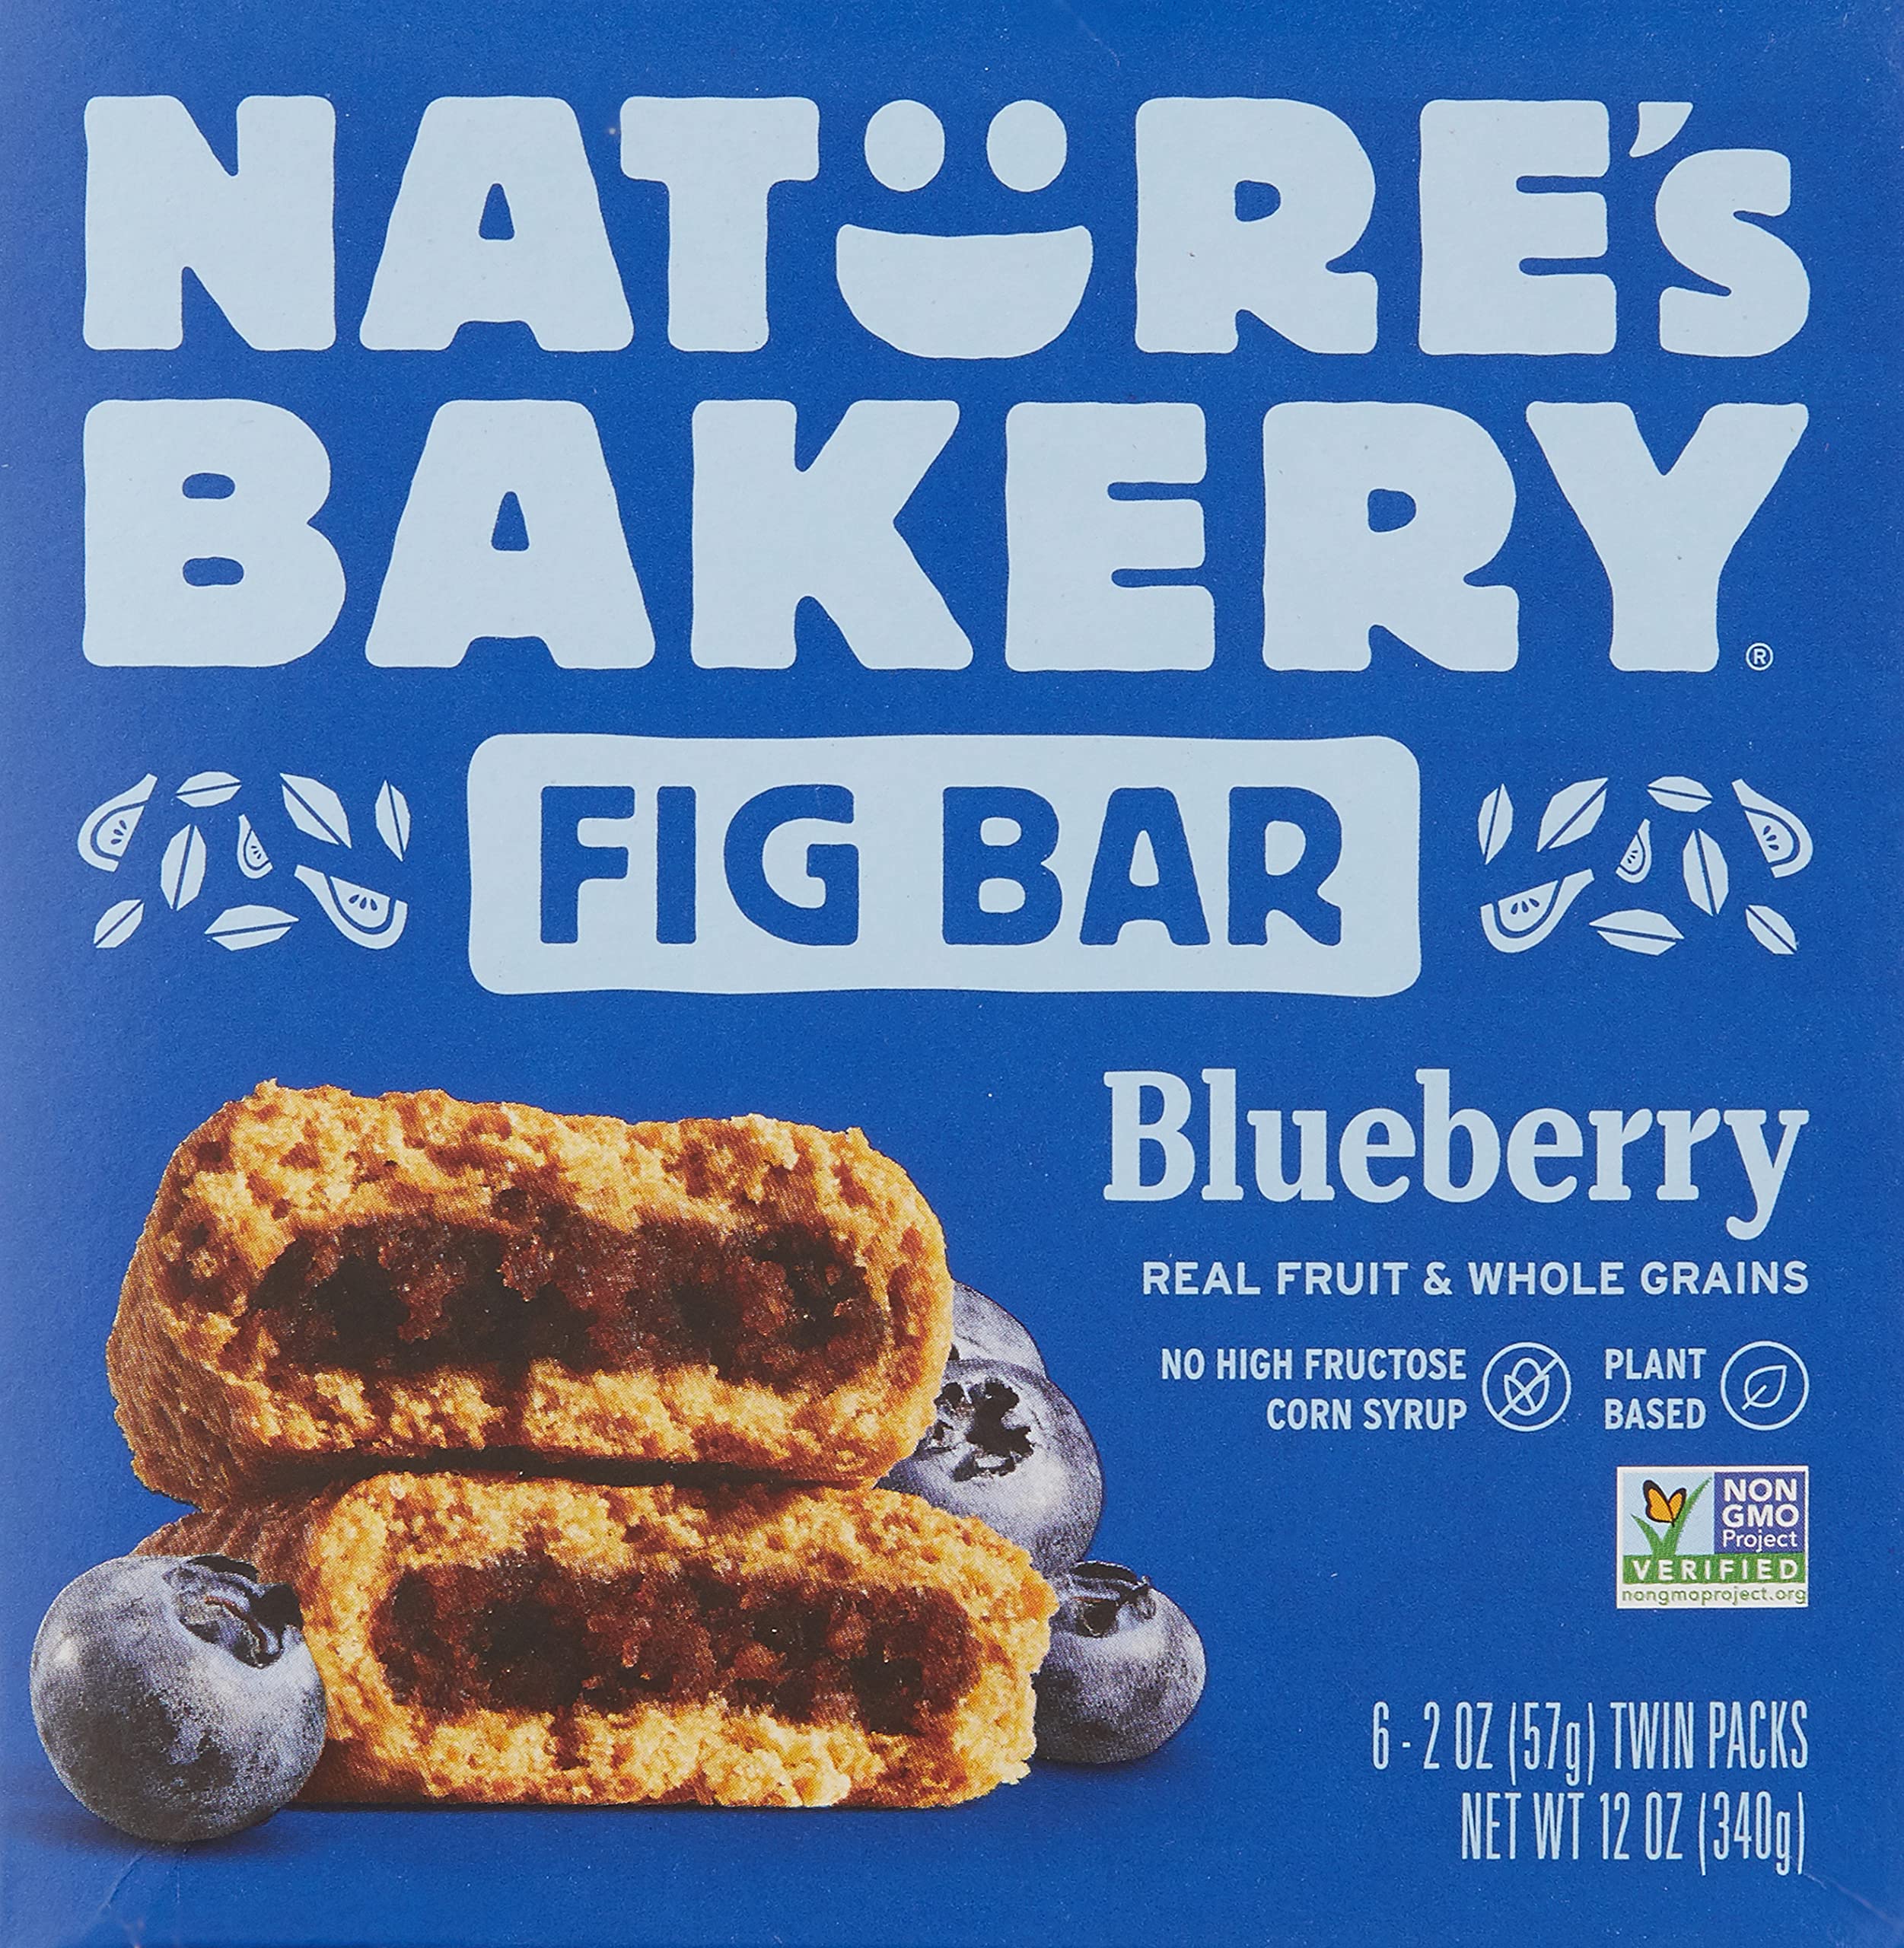 NATÜRE's
BAKERY®
FIG BAR
Blueberry
REAL FRUIT & WHOLE GRAINS
NO HIGH FRUCTOSE
CORN SYRUP
PLANT
BASED
NON
GMO
Project
VERIFIED
nongmoproject.org
6 - 2 OZ (57g) TWIN PACKS
NET WT 12 OZ (340g)